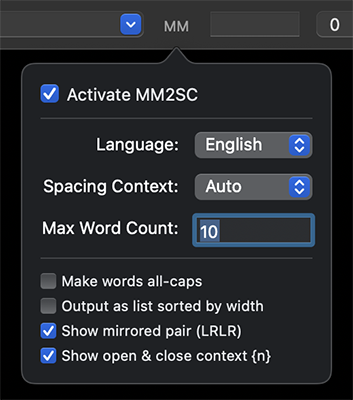 MM
0
Activate MM2SC
Language: English
Spacing Context: Auto
Max Word Count: 10
Make words all-caps
Output as list sorted by width
Show mirrored pair (LRLR)
Show open & close context {n}